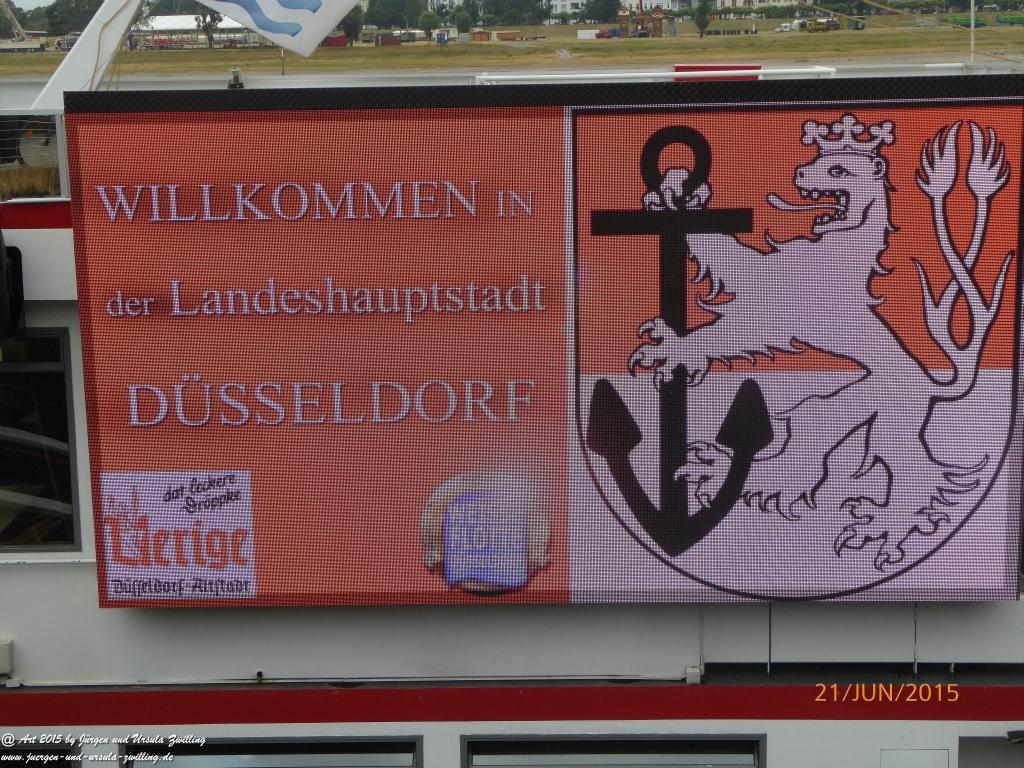 WILLKOMMEN IN
der Landeshauptstadt
DÜSSELDORF
dat leckere
Dröppke
Uerige
Düsseldorf-Altstadt
21/JUN/2015
@ Art 2015 by Jürgen und Ursula Zwilling
www.juergen-und-ursula-zwilling.de